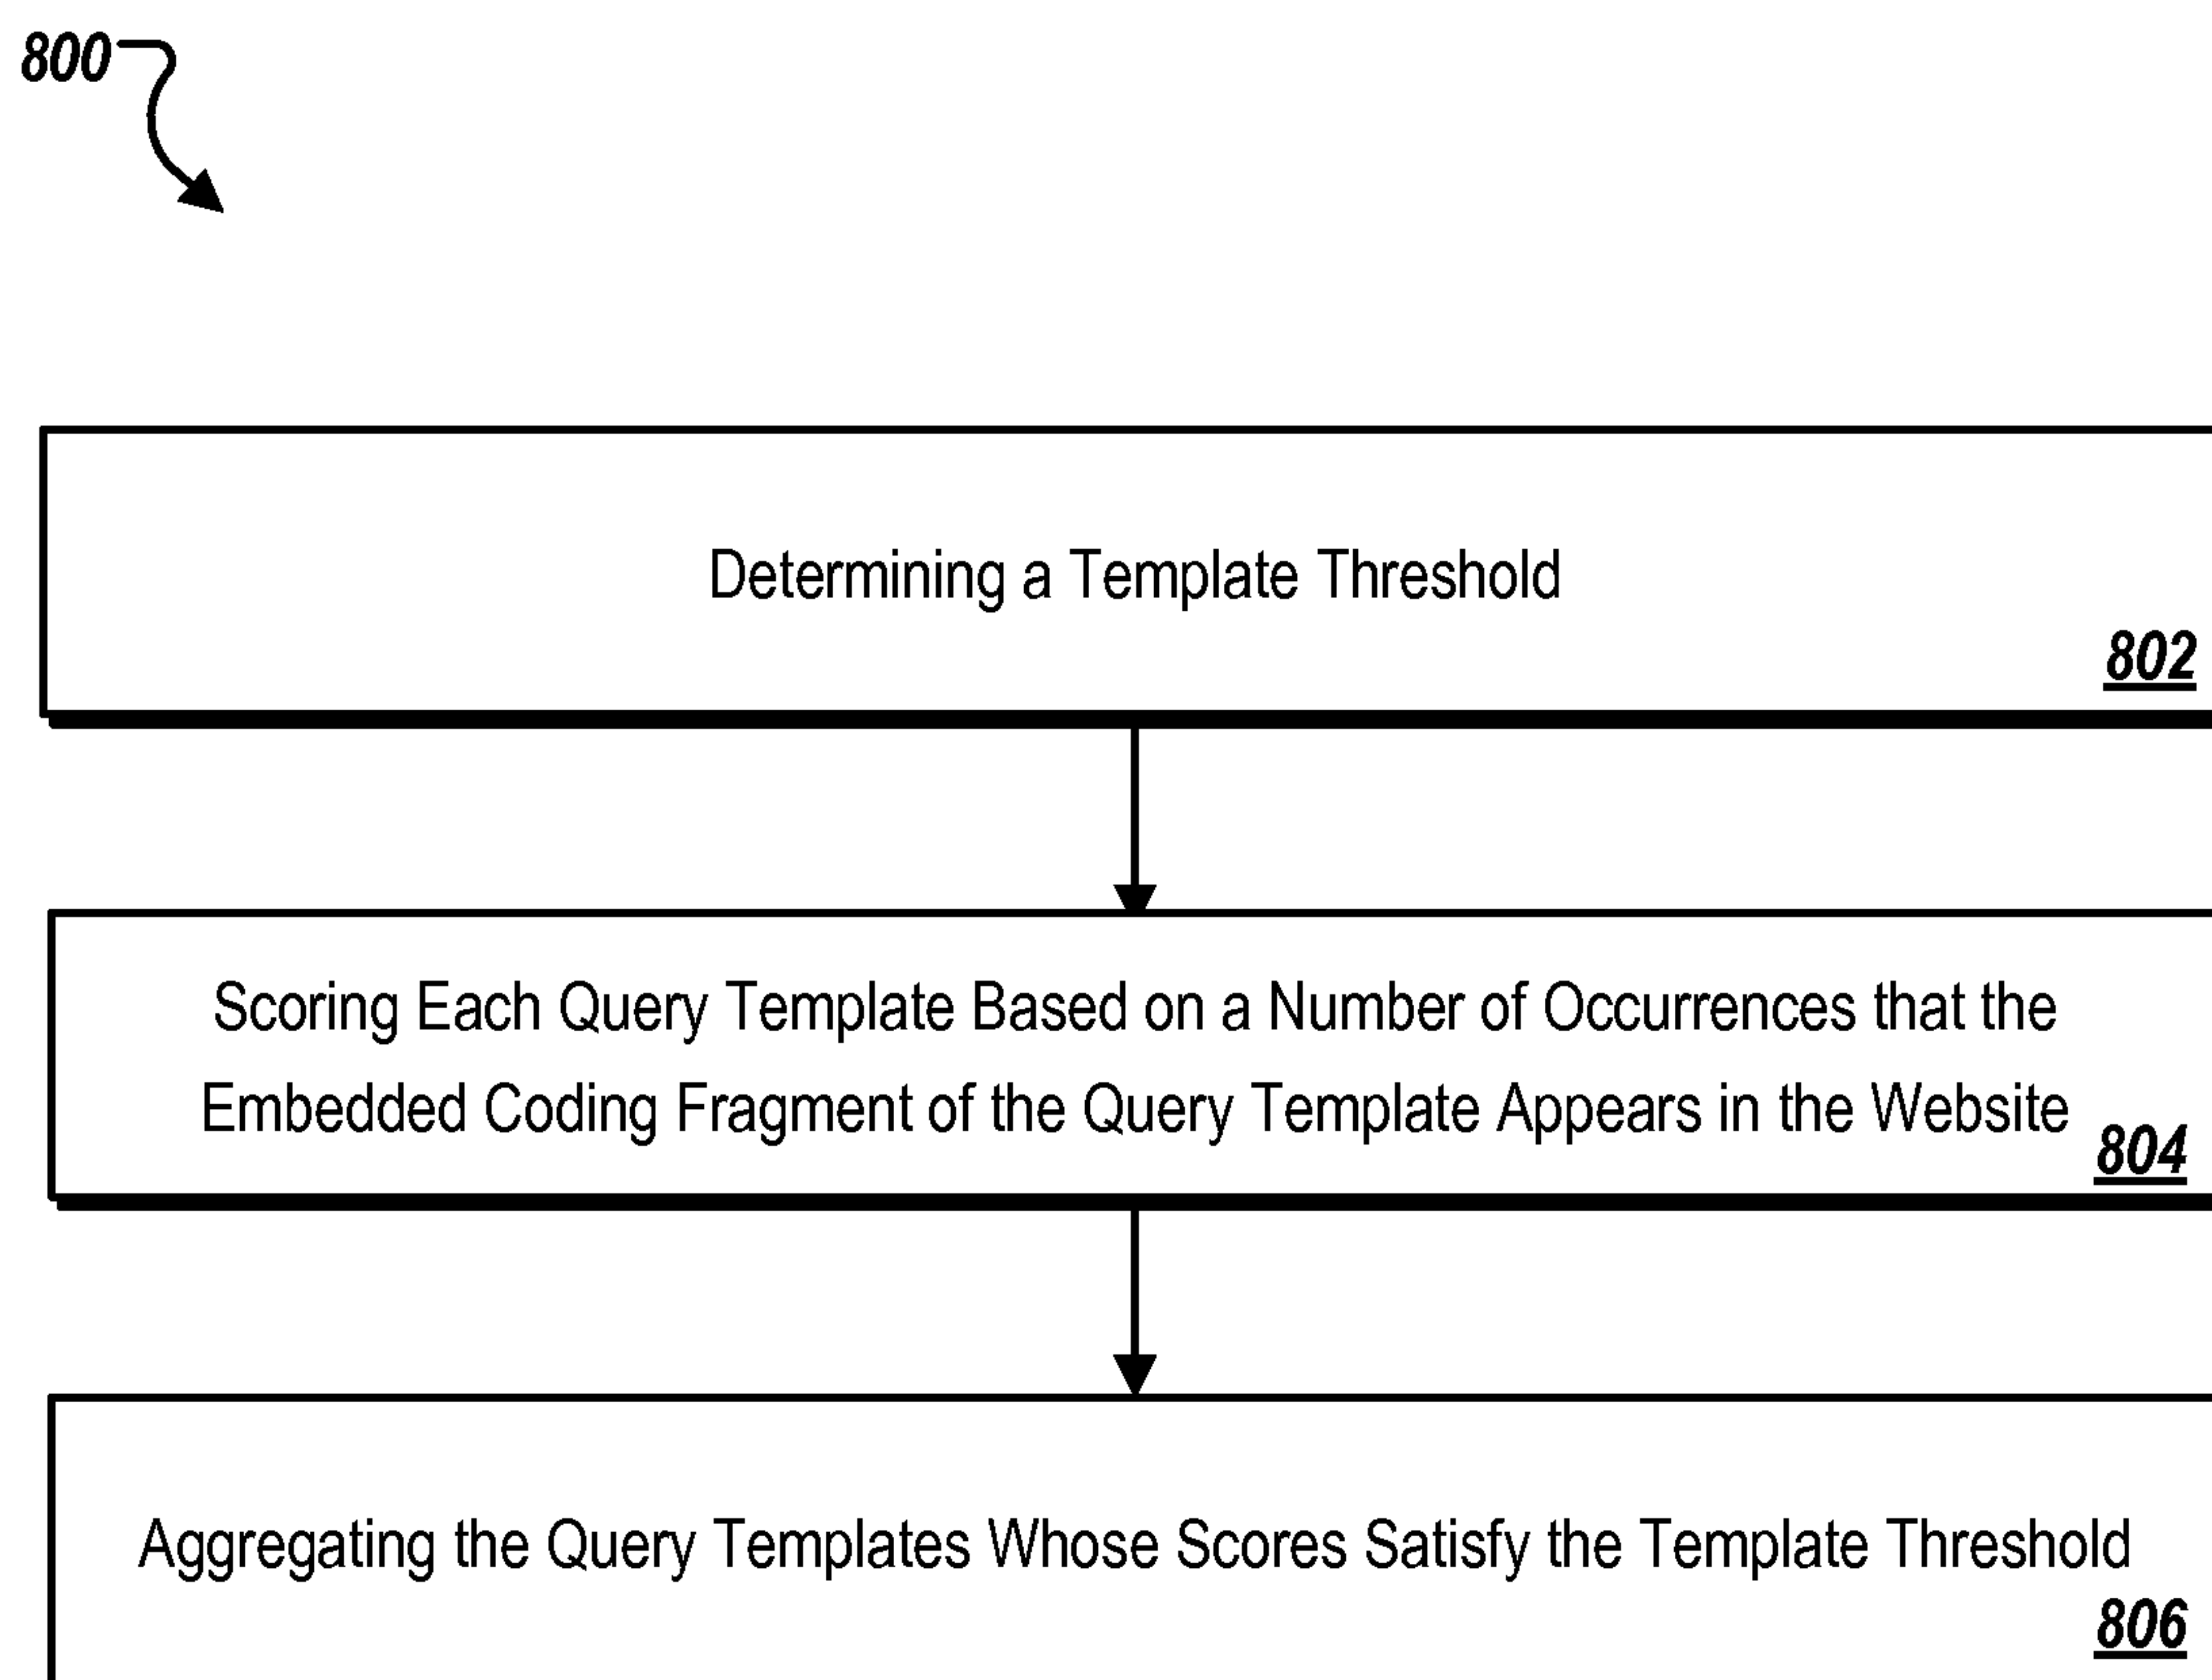 800
Determining a Template Threshold
802
Scoring Each Query Template Based on a Number of Occurrences that the
Embedded Coding Fragment of the Query Template Appears in the Website
804
Aggregating the Query Templates Whose Scores Satisfy the Template Threshold
806